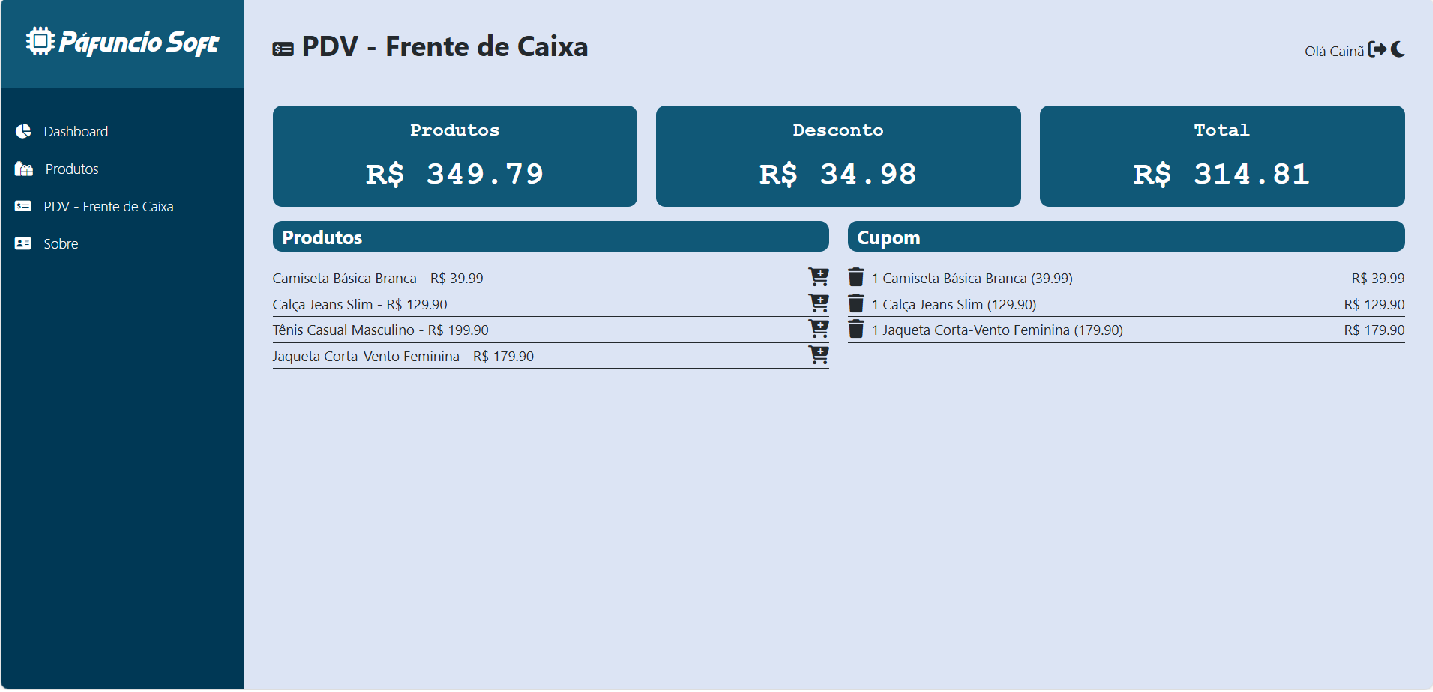 Páfuncio Soft
Dashboard
Produtos
PDV - Frente de Caixa
Sobre
PDV - Frente de Caixa
Olá Cainã
Produtos
R$ 349.79
Desconto
R$ 34.98
Total
R$ 314.81
Produtos
Camiseta Básica Branca - R$ 39.99
Calça Jeans Slim - R$ 129.90
Tênis Casual Masculino - R$ 199.90
Jaqueta Corta-Vento Feminina - R$ 179.90
Cupom
1 Camiseta Básica Branca (39.99) R$ 39.99
1 Calça Jeans Slim (129.90) R$ 129.90
1 Jaqueta Corta-Vento Feminina (179.90) R$ 179.90